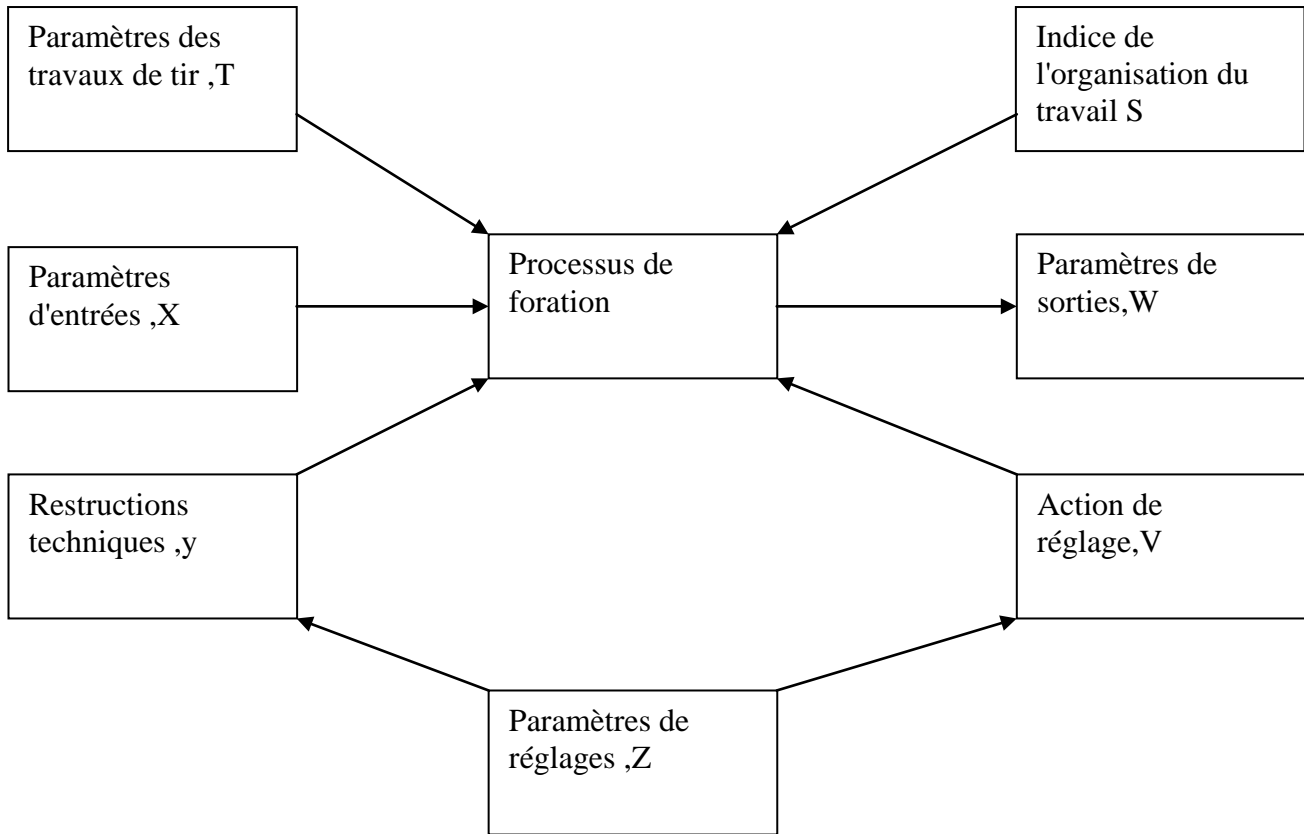 Paramètres des
travaux de tir ,T
Indice de
l'organisation du
travail S
Paramètres
d'entrées ,X
Processus de
foration
Paramètres de
sorties,W
Restructions
techniques ,y
Action de
réglage,V
Paramètres de
réglages ,Z